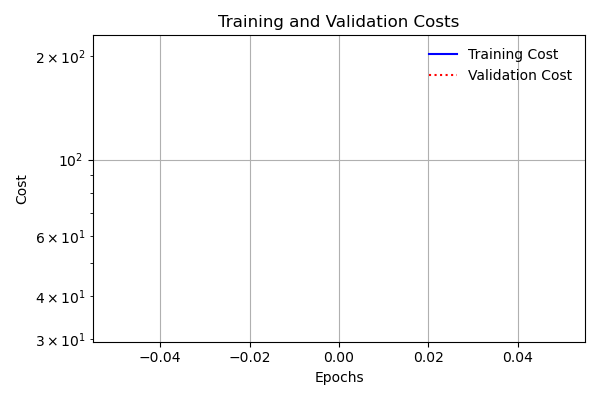 Training and Validation Costs
Training Cost
Validation Cost
2 × 10²
10²
6 × 10¹
4 × 10¹
3 × 10¹
Cost
−0.04
−0.02
0.00
0.02
0.04
Epochs